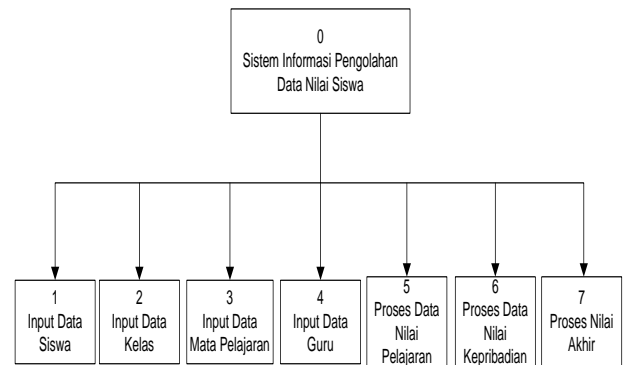 0
Sistem Informasi Pengolahan
Data Nilai Siswa
1
Input Data
Siswa
2
Input Data
Kelas
3
Input Data
Mata Pelajaran
4
Input Data
Guru
5
Proses Data
Nilai
Pelajaran
6
Proses Data
Nilai
Kepribadian
7
Proses Nilai
Akhir